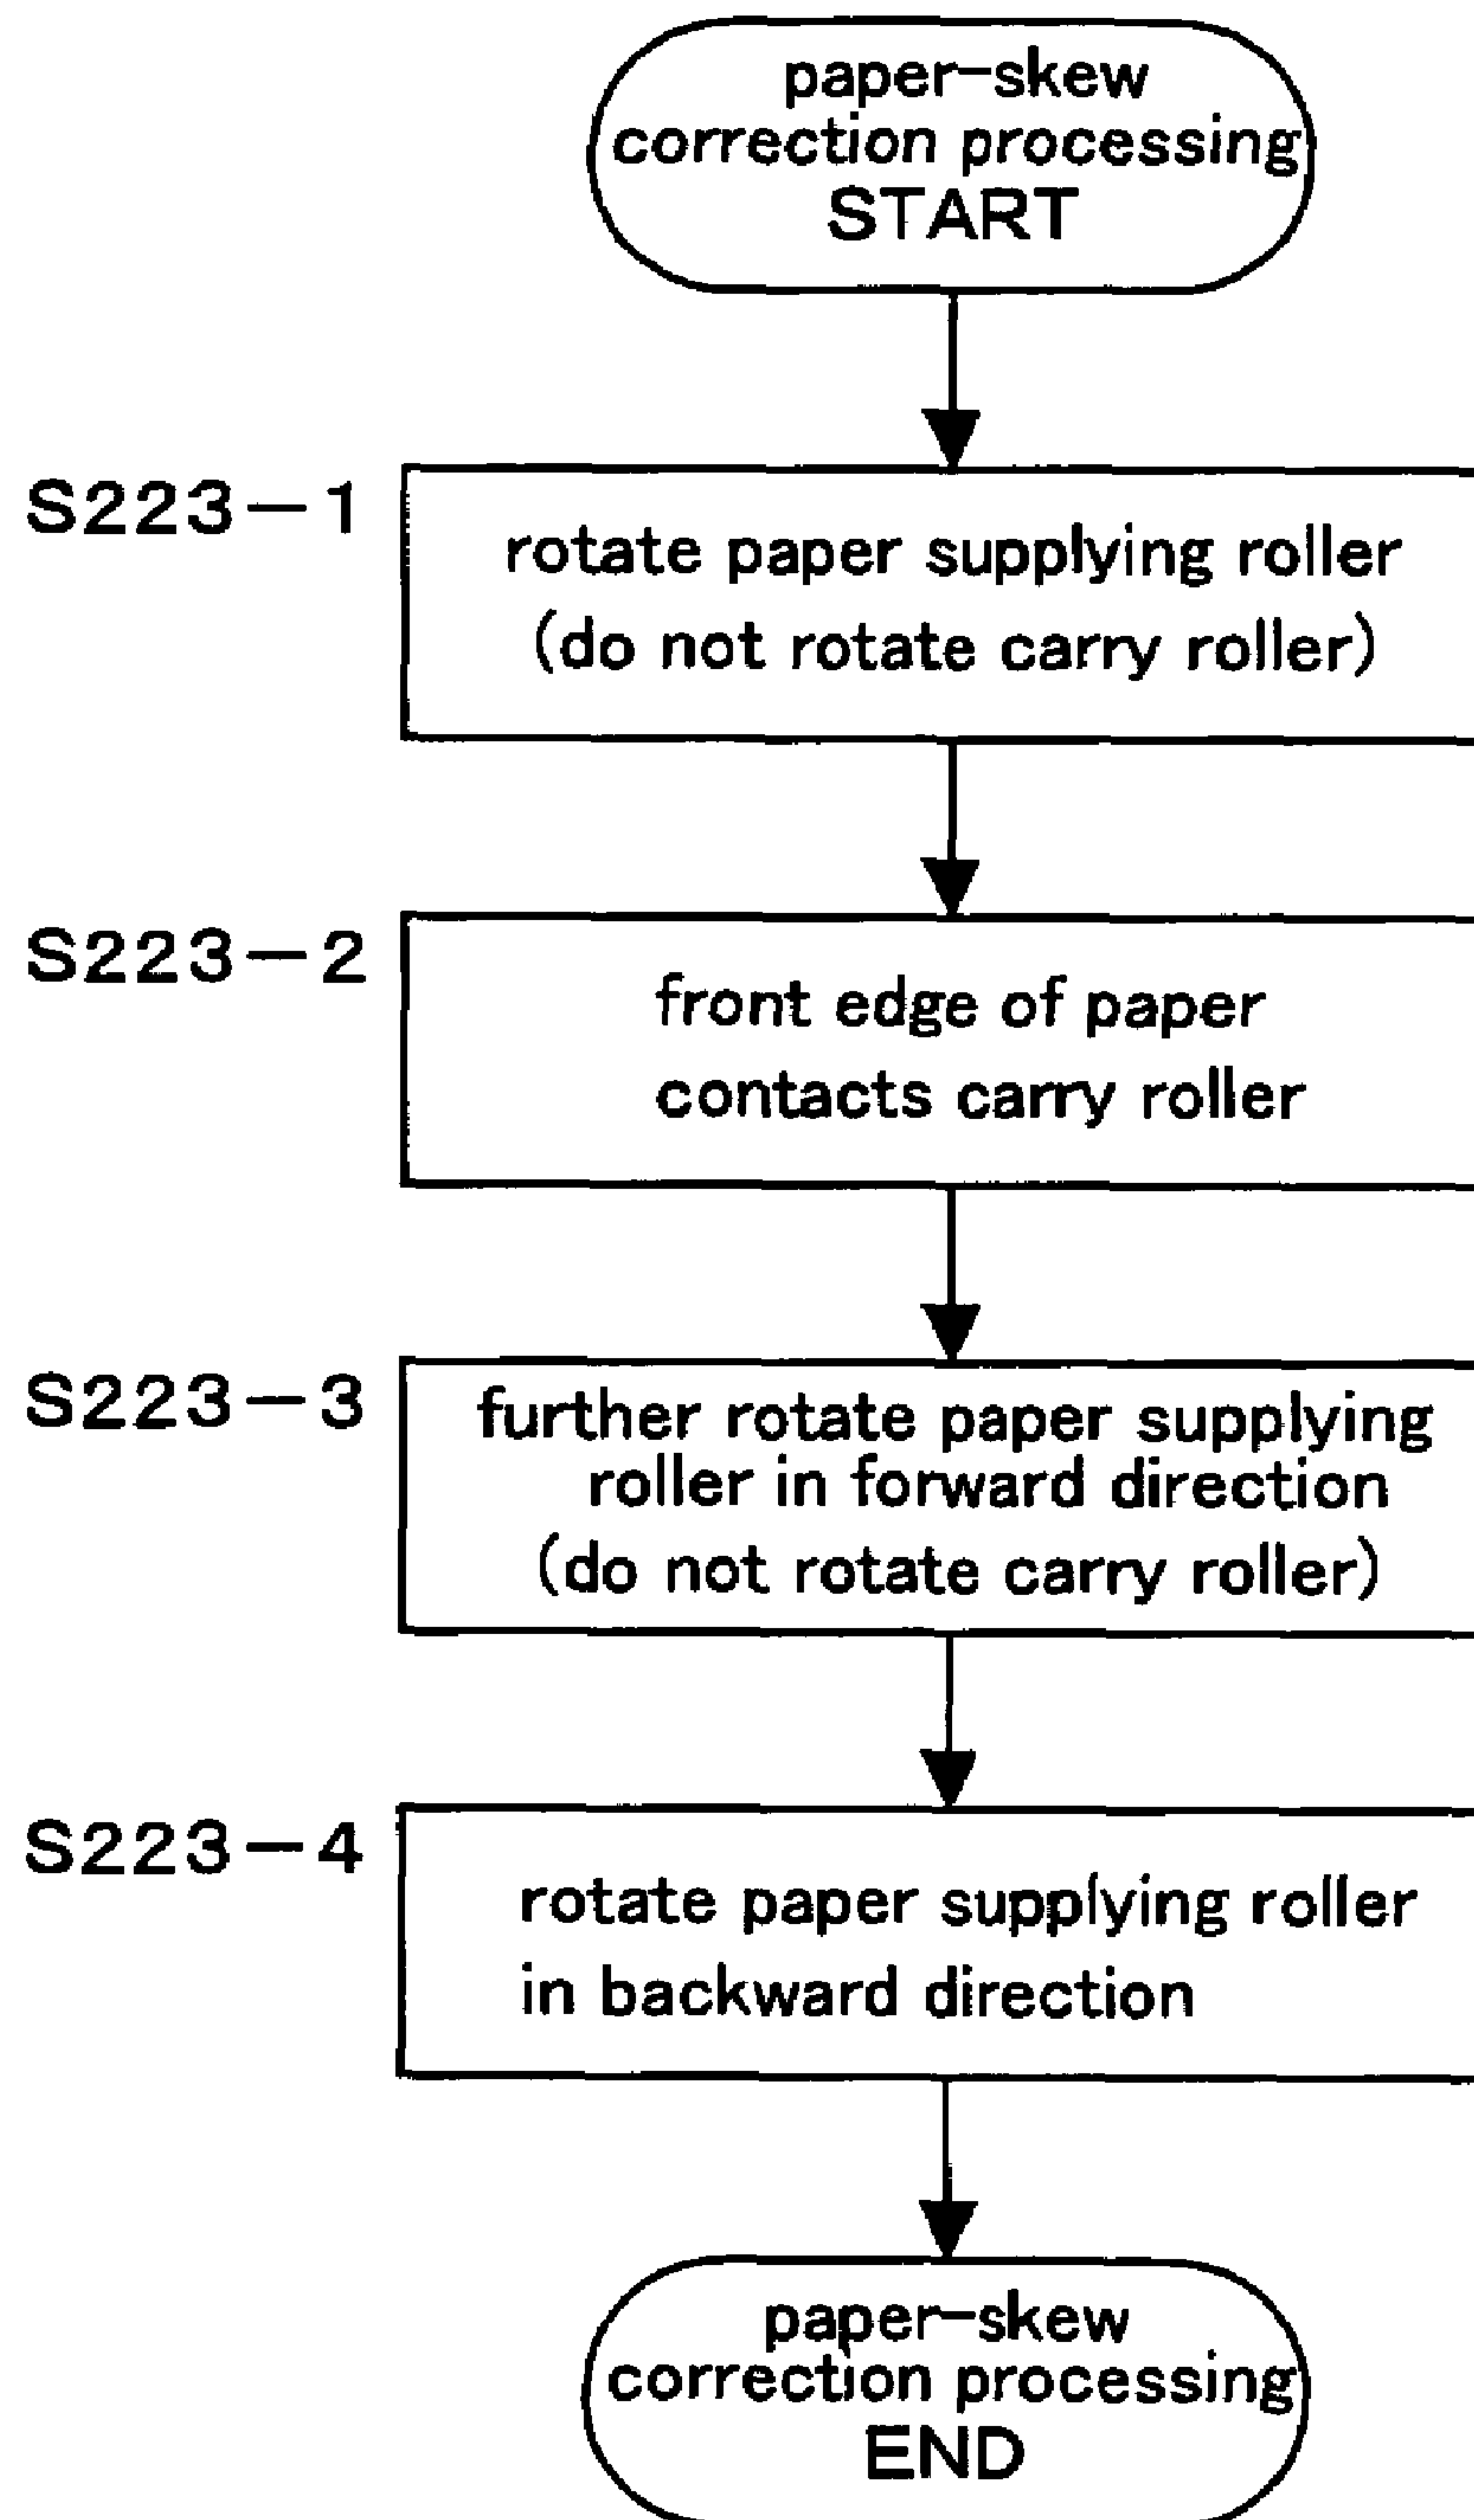 paper-skew
correction processing
START
S223-1
rotate paper supplying roller
(do not rotate carry roller)
S223-2
front edge of paper
contacts carry roller
S223-3
further rotate paper supplying
roller in forward direction
(do not rotate carry roller)
S223-4
rotate paper supplying roller
in backward direction
paper-skew
correction processing
END